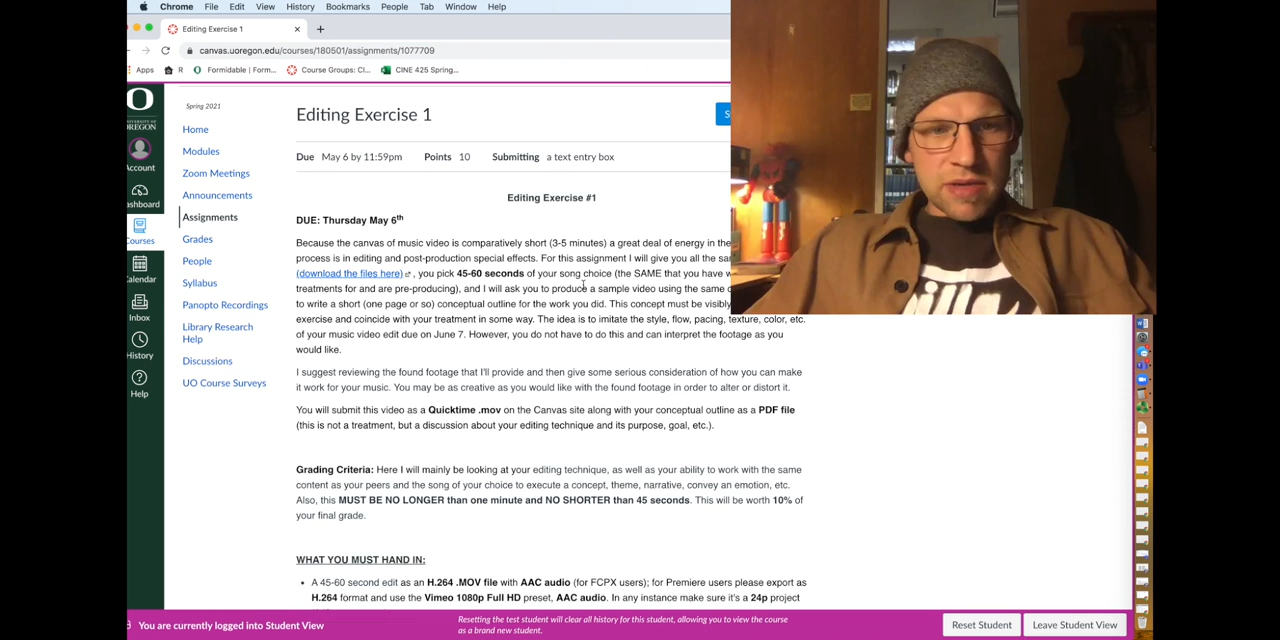 Chrome File Edit View History Bookmarks People Tab Window Help
Editing Exercise 1
canvas.uoregon.edu/courses/180501/assignments/1077709
Apps R Formidable | Form... Course Groups: CI... CINE 425 Spring...
O
UNIVERSITY OF
OREGON
Account
ashboard
Courses
Calendar
Inbox
History
Help
Spring 2021
Home
Modules
Zoom Meetings
Announcements
Assignments
Grades
People
Syllabus
Panopto Recordings
Library Research
Help
Discussions
UO Course Surveys
Editing Exercise 1
S
Due May 6 by 11:59pm Points 10 Submitting a text entry box
Editing Exercise #1
DUE: Thursday May 6th
Because the canvas of music video is comparatively short (3-5 minutes) a great deal of energy in the
process is in editing and post-production special effects. For this assignment I will give you all the sa
(download the files here) , you pick 45-60 seconds of your song choice (the SAME that you have w
treatments for and are pre-producing), and I will ask you to produce a sample video using the same
to write a short (one page or so) conceptual outline for the work you did. This concept must be visibly
exercise and coincide with your treatment in some way. The idea is to imitate the style, flow, pacing, texture, color, etc.
of your music video edit due on June 7. However, you do not have to do this and can interpret the footage as you
would like.
I suggest reviewing the found footage that I'll provide and then give some serious consideration of how you can make
it work for your music. You may be as creative as you would like with the found footage in order to alter or distort it.
You will submit this video as a Quicktime .mov on the Canvas site along with your conceptual outline as a PDF file
(this is not a treatment, but a discussion about your editing technique and its purpose, goal, etc.).
Grading Criteria: Here I will mainly be looking at your editing technique, as well as your ability to work with the same
content as your peers and the song of your choice to execute a concept, theme, narrative, convey an emotion, etc.
Also, this MUST BE NO LONGER than one minute and NO SHORTER than 45 seconds. This will be worth 10% of
your final grade.
WHAT YOU MUST HAND IN:
• A 45-60 second edit as an H.264 .MOV file with AAC audio (for FCPX users); for Premiere users please export as
H.264 format and use the Vimeo 1080p Full HD preset, AAC audio. In any instance make sure it's a 24p project
You are currently logged into Student View
Resetting the test student will clear all history for this student, allowing you to view the course
as a brand new student.
Reset Student Leave Student View